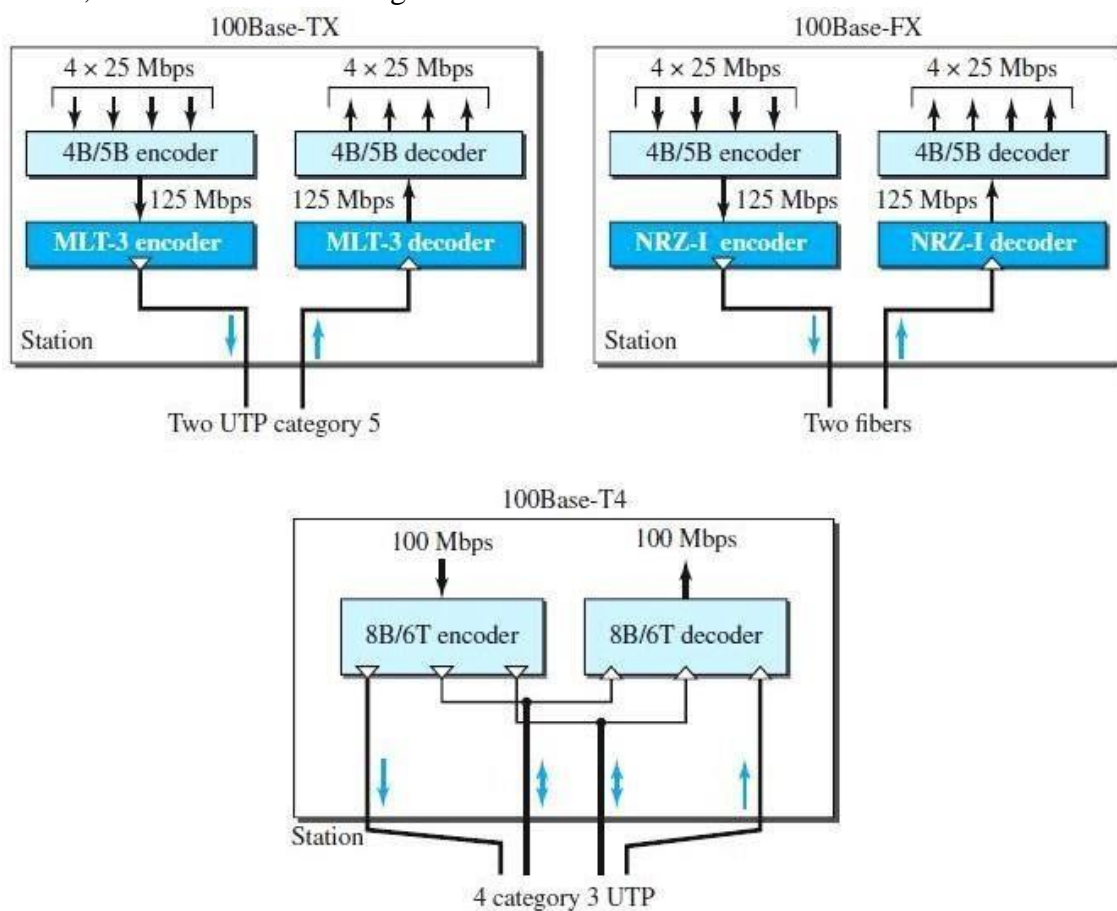 100Base-TX
4 × 25 Mbps
4 × 25 Mbps
4B/5B encoder
4B/5B decoder
125 Mbps
125 Mbps
MLT-3 encoder
MLT-3 decoder
Station
Two UTP category 5
100Base-FX
4 × 25 Mbps
4 × 25 Mbps
4B/5B encoder
4B/5B decoder
125 Mbps
125 Mbps
NRZ-I encoder
NRZ-I decoder
Station
Two fibers
100Base-T4
100 Mbps
100 Mbps
8B/6T encoder
8B/6T decoder
Station
4 category 3 UTP